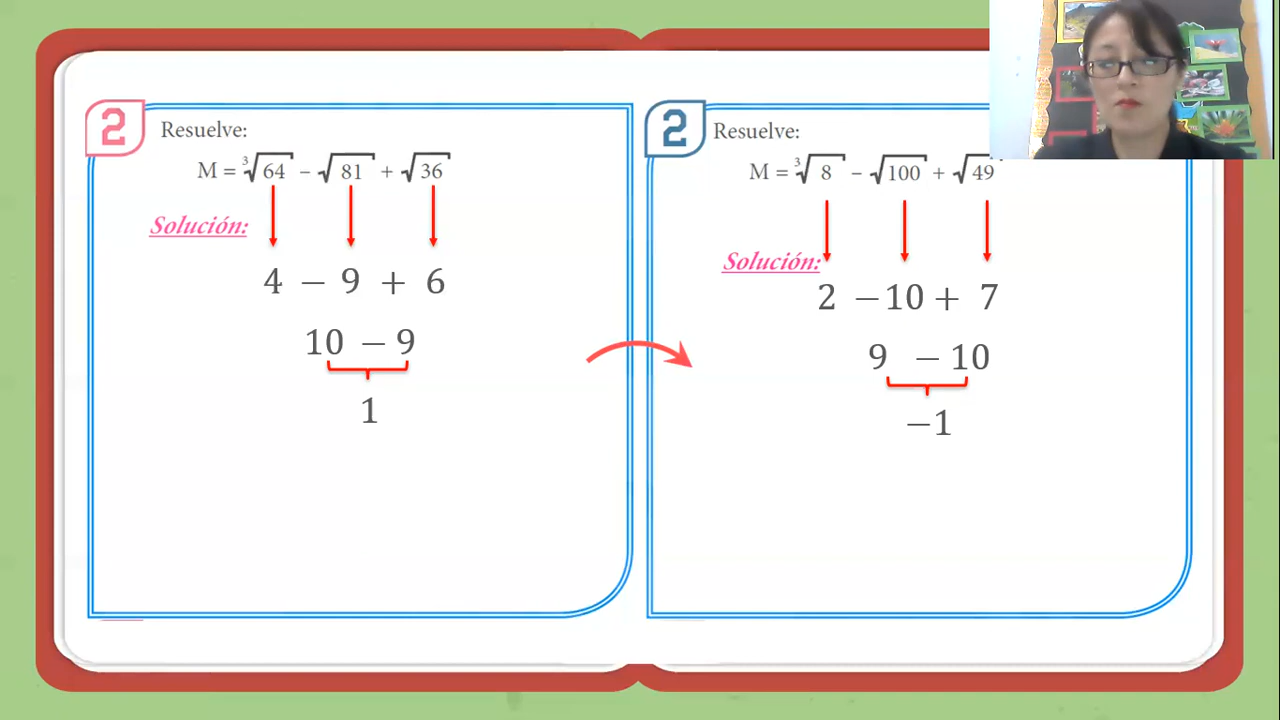 2
Resuelve:
M = ∛64 − √81 + √36
Solución:
4 − 9 + 6
10 − 9
1
2
Resuelve:
M = ∛8 − √100 + √49
Solución:
2 − 10 + 7
9 − 10
−1